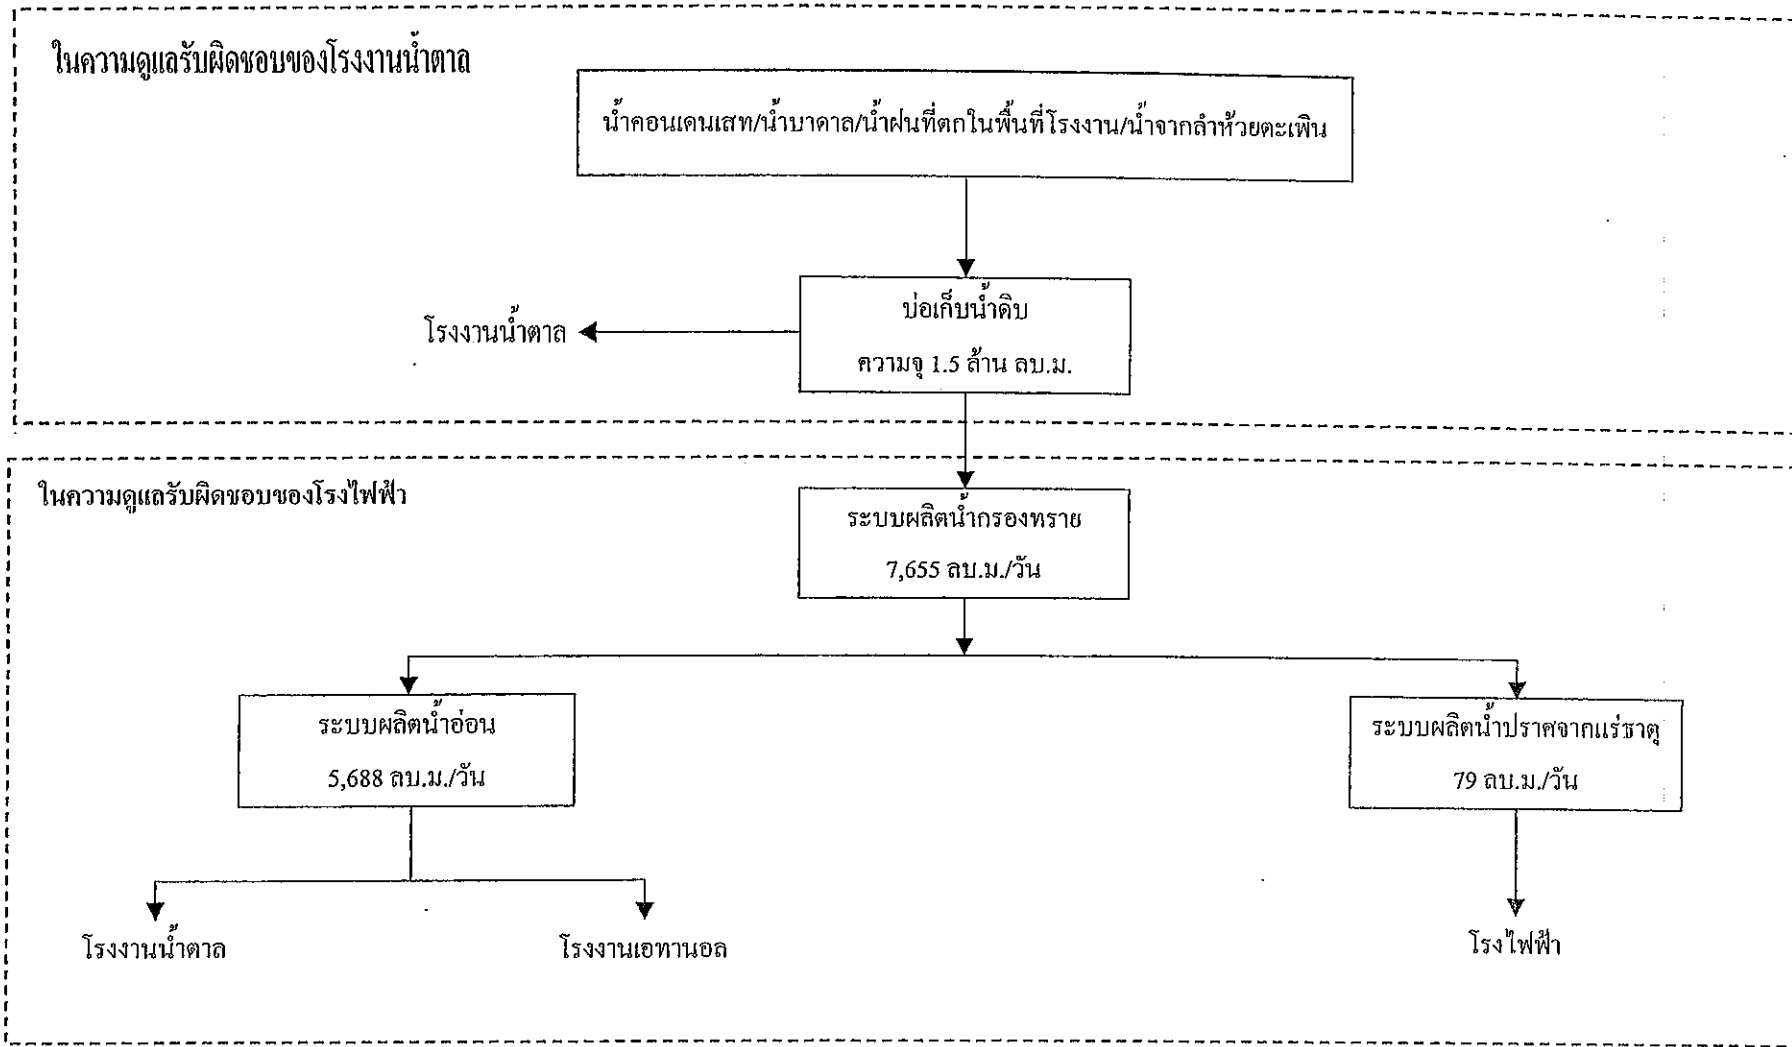 ในความดูแลรับผิดชอบของโรงงานน้ำตาล
น้ำคอนเดนเสท/น้ำบาดาล/น้ำฝนที่ตกในพื้นที่โรงงาน/น้ำจากลำห้วยตะเพิน
บ่อเก็บน้ำดิบ
ความจุ 1.5 ล้าน ลบ.ม.
โรงงานน้ำตาล
ในความดูแลรับผิดชอบของโรงไฟฟ้า
ระบบผลิตน้ำกรองทราย
7,655 ลบ.ม./วัน
ระบบผลิตน้ำอ่อน
5,688 ลบ.ม./วัน
ระบบผลิตน้ำปราศจากแร่ธาตุ
79 ลบ.ม./วัน
โรงงานน้ำตาล
โรงงานเอทานอล
โรงไฟฟ้า